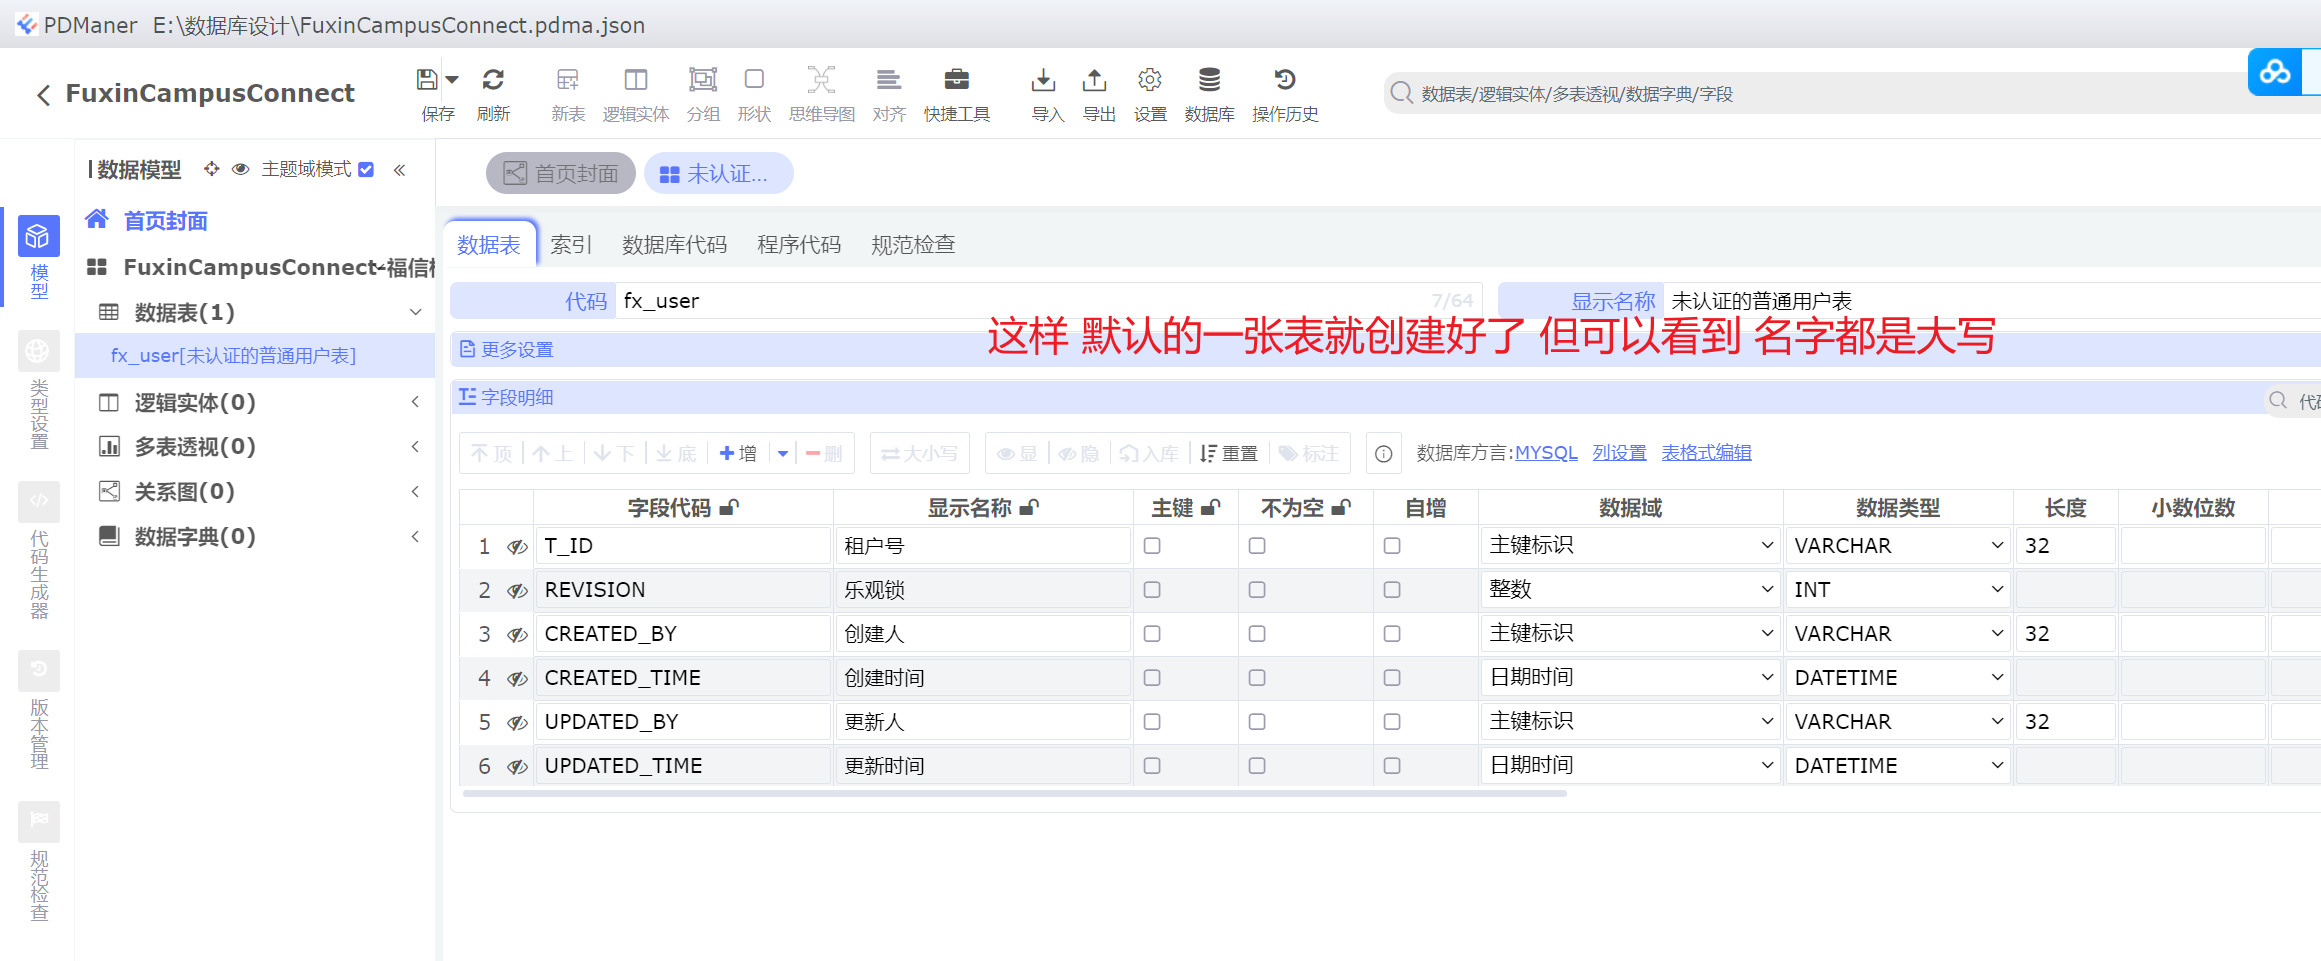 PDManer E:\数据库设计\FuxinCampusConnect.pdma.json
FuxinCampusConnect
保存 刷新 新表 逻辑实体 分组 形状 思维导图 对齐 快捷工具 导入 导出 设置 数据库 操作历史
数据表/逻辑实体/多表透视/数据字典/字段
数据模型 主题域模式
首页封面 未认证...
模型
类型设置
代码生成器
版本管理
规范检查
首页封面
FuxinCampusConnect-福信
数据表(1)
fx_user[未认证的普通用户表]
逻辑实体(0)
多表透视(0)
关系图(0)
数据字典(0)
数据表 索引 数据库代码 程序代码 规范检查
代码 fx_user 7/64 显示名称 未认证的普通用户表
这样 默认的一张表就创建好了 但可以看到 名字都是大写
更多设置
字段明细
代码
顶 上 下 底 增 删 大小写 显 隐 入库 重置 标注 数据库方言:MYSQL 列设置 表格式编辑
字段代码 显示名称 主键 不为空 自增 数据域 数据类型 长度 小数位数
1 T_ID 租户号 主键标识 VARCHAR 32
2 REVISION 乐观锁 整数 INT
3 CREATED_BY 创建人 主键标识 VARCHAR 32
4 CREATED_TIME 创建时间 日期时间 DATETIME
5 UPDATED_BY 更新人 主键标识 VARCHAR 32
6 UPDATED_TIME 更新时间 日期时间 DATETIME